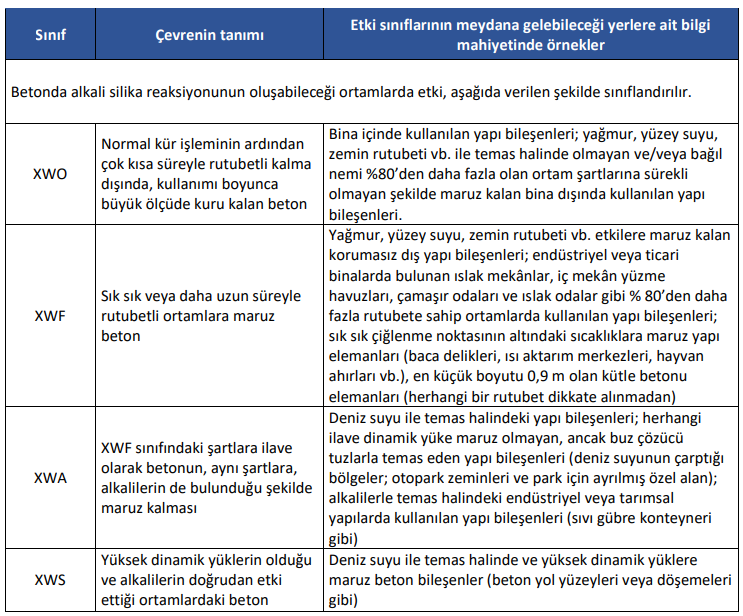 Sınıf
Çevrenin tanımı
Etki sınıflarının meydana gelebileceği yerlere ait bilgi
mahiyetinde örnekler
Betonda alkali silika reaksiyonunun oluşabileceği ortamlarda etki, aşağıda verilen şekilde sınıflandırılır.
XWO
Normal kür işleminin ardından
çok kısa süreyle rutubetli kalma
dışında, kullanımı boyunca
büyük ölçüde kuru kalan beton
Bina içinde kullanılan yapı bileşenleri; yağmur, yüzey suyu,
zemin rutubeti vb. ile temas halinde olmayan ve/veya bağıl
nemi %80’den daha fazla olan ortam şartlarına sürekli
olmayan şekilde maruz kalan bina dışında kullanılan yapı
bileşenleri.
XWF
Sık sık veya daha uzun süreyle
rutubetli ortamlara maruz
beton
Yağmur, yüzey suyu, zemin rutubeti vb. etkilere maruz kalan
korumasız dış yapı bileşenleri; endüstriyel veya ticari
binalarda bulunan ıslak mekânlar, iç mekân yüzme
havuzları, çamaşır odaları ve ıslak odalar gibi % 80’den daha
fazla rutubete sahip ortamlarda kullanılan yapı bileşenleri;
sık sık çiğlenme noktasının altındaki sıcaklıklara maruz yapı
elemanları (baca delikleri, ısı aktarım merkezleri, hayvan
ahırları vb.), en küçük boyutu 0,9 m olan kütle betonu
elemanları (herhangi bir rutubet dikkate alınmadan)
XWA
XWF sınıfındaki şartlara ilave
olarak betonun, aynı şartlara,
alkalilerin de bulunduğu şekilde
maruz kalması
Deniz suyu ile temas halindeki yapı bileşenleri; herhangi
ilave dinamik yüke maruz olmayan, ancak buz çözücü
tuzlarla temas eden yapı bileşenleri (deniz suyunun çarptığı
bölgeler; otopark zeminleri ve park için ayrılmış özel alan);
alkalilerle temas halindeki endüstriyel veya tarımsal
yapılarda kullanılan yapı bileşenleri (sıvı gübre konteyneri
gibi)
XWS
Yüksek dinamik yüklerin olduğu
ve alkalilerin doğrudan etki
ettiği ortamlardaki beton
Deniz suyu ile temas halinde ve yüksek dinamik yüklere
maruz beton bileşenler (beton yol yüzeyleri veya döşemeleri
gibi)